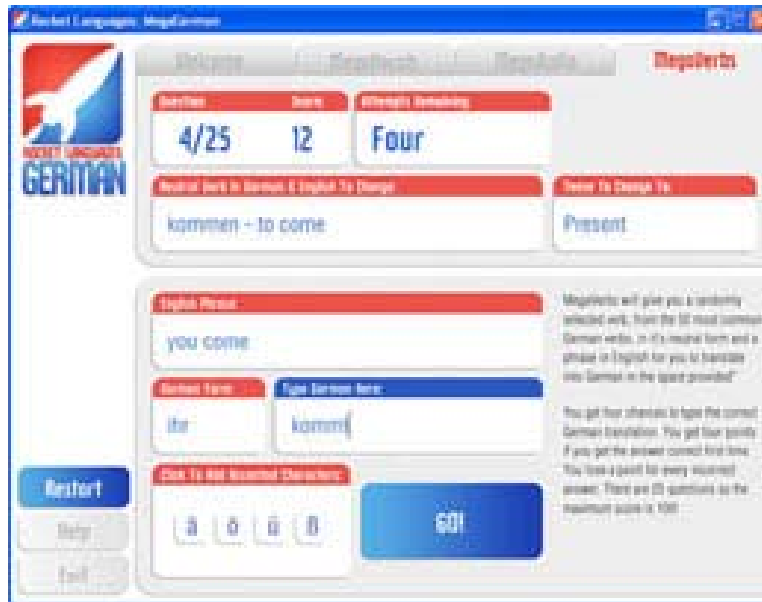 Rocket Languages MegaGerman
Welcome
MegaVerbs
ROCKET LANGUAGES
GERMAN
Question Score Attempts Remaining
4/25 12 Four
Neutral Verb In German & English To Change Tense To Change To
kommen - to come Present
English Phrase
you come
German Form Type German Here
ihr kommt
Click To Add Accented Characters
ä ö ü ß
GO!
Restart
Help
Exit
MegaVerbs will give you a randomly
selected verb, from the 50 most common
German verbs, in it's neutral form and a
phrase in English for you to translate
into German in the space provided"
You get four chances to type the correct
German translation. You get four points
if you get the answer correct first time.
You lose a point for every incorrect
answer. There are 25 questions so the
maximum score is 100!